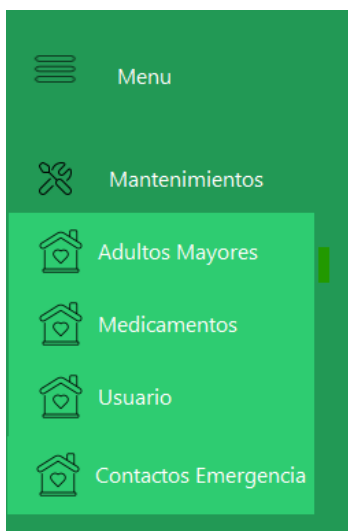 Menu
Mantenimientos
Adultos Mayores
Medicamentos
Usuario
Contactos Emergencia